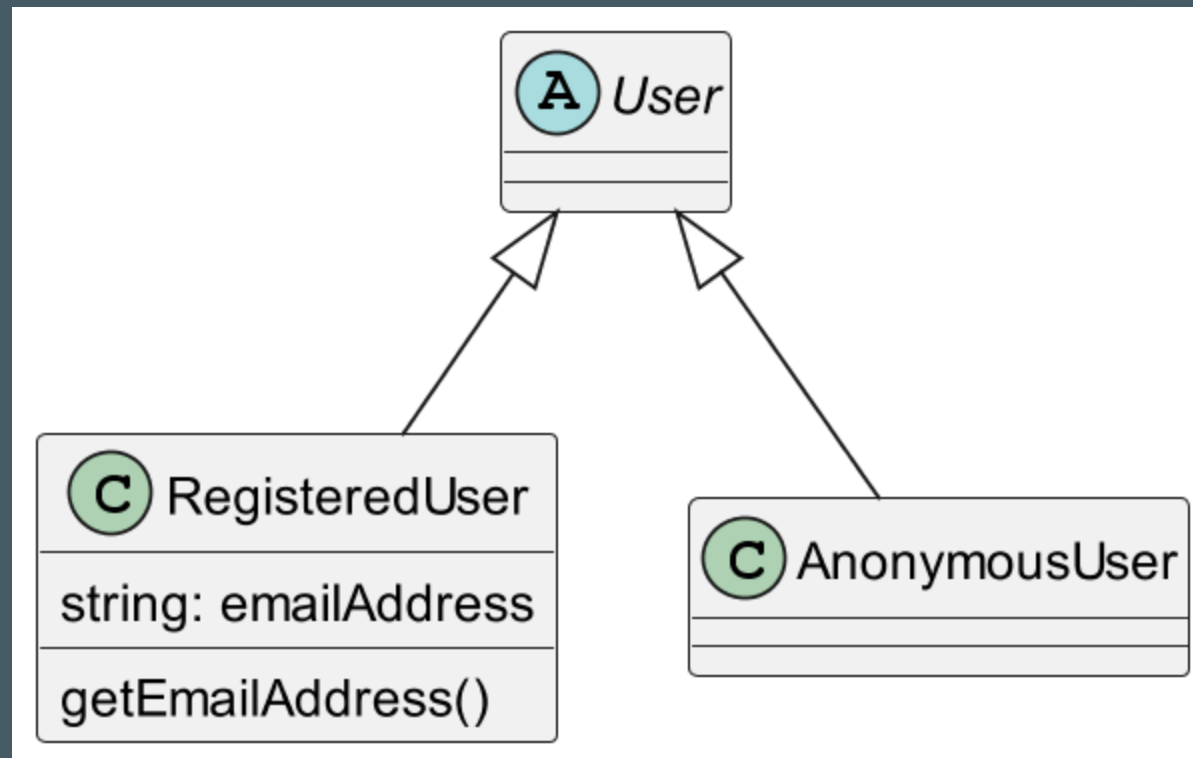 A User
C RegisteredUser
string: emailAddress
getEmailAddress()
C AnonymousUser